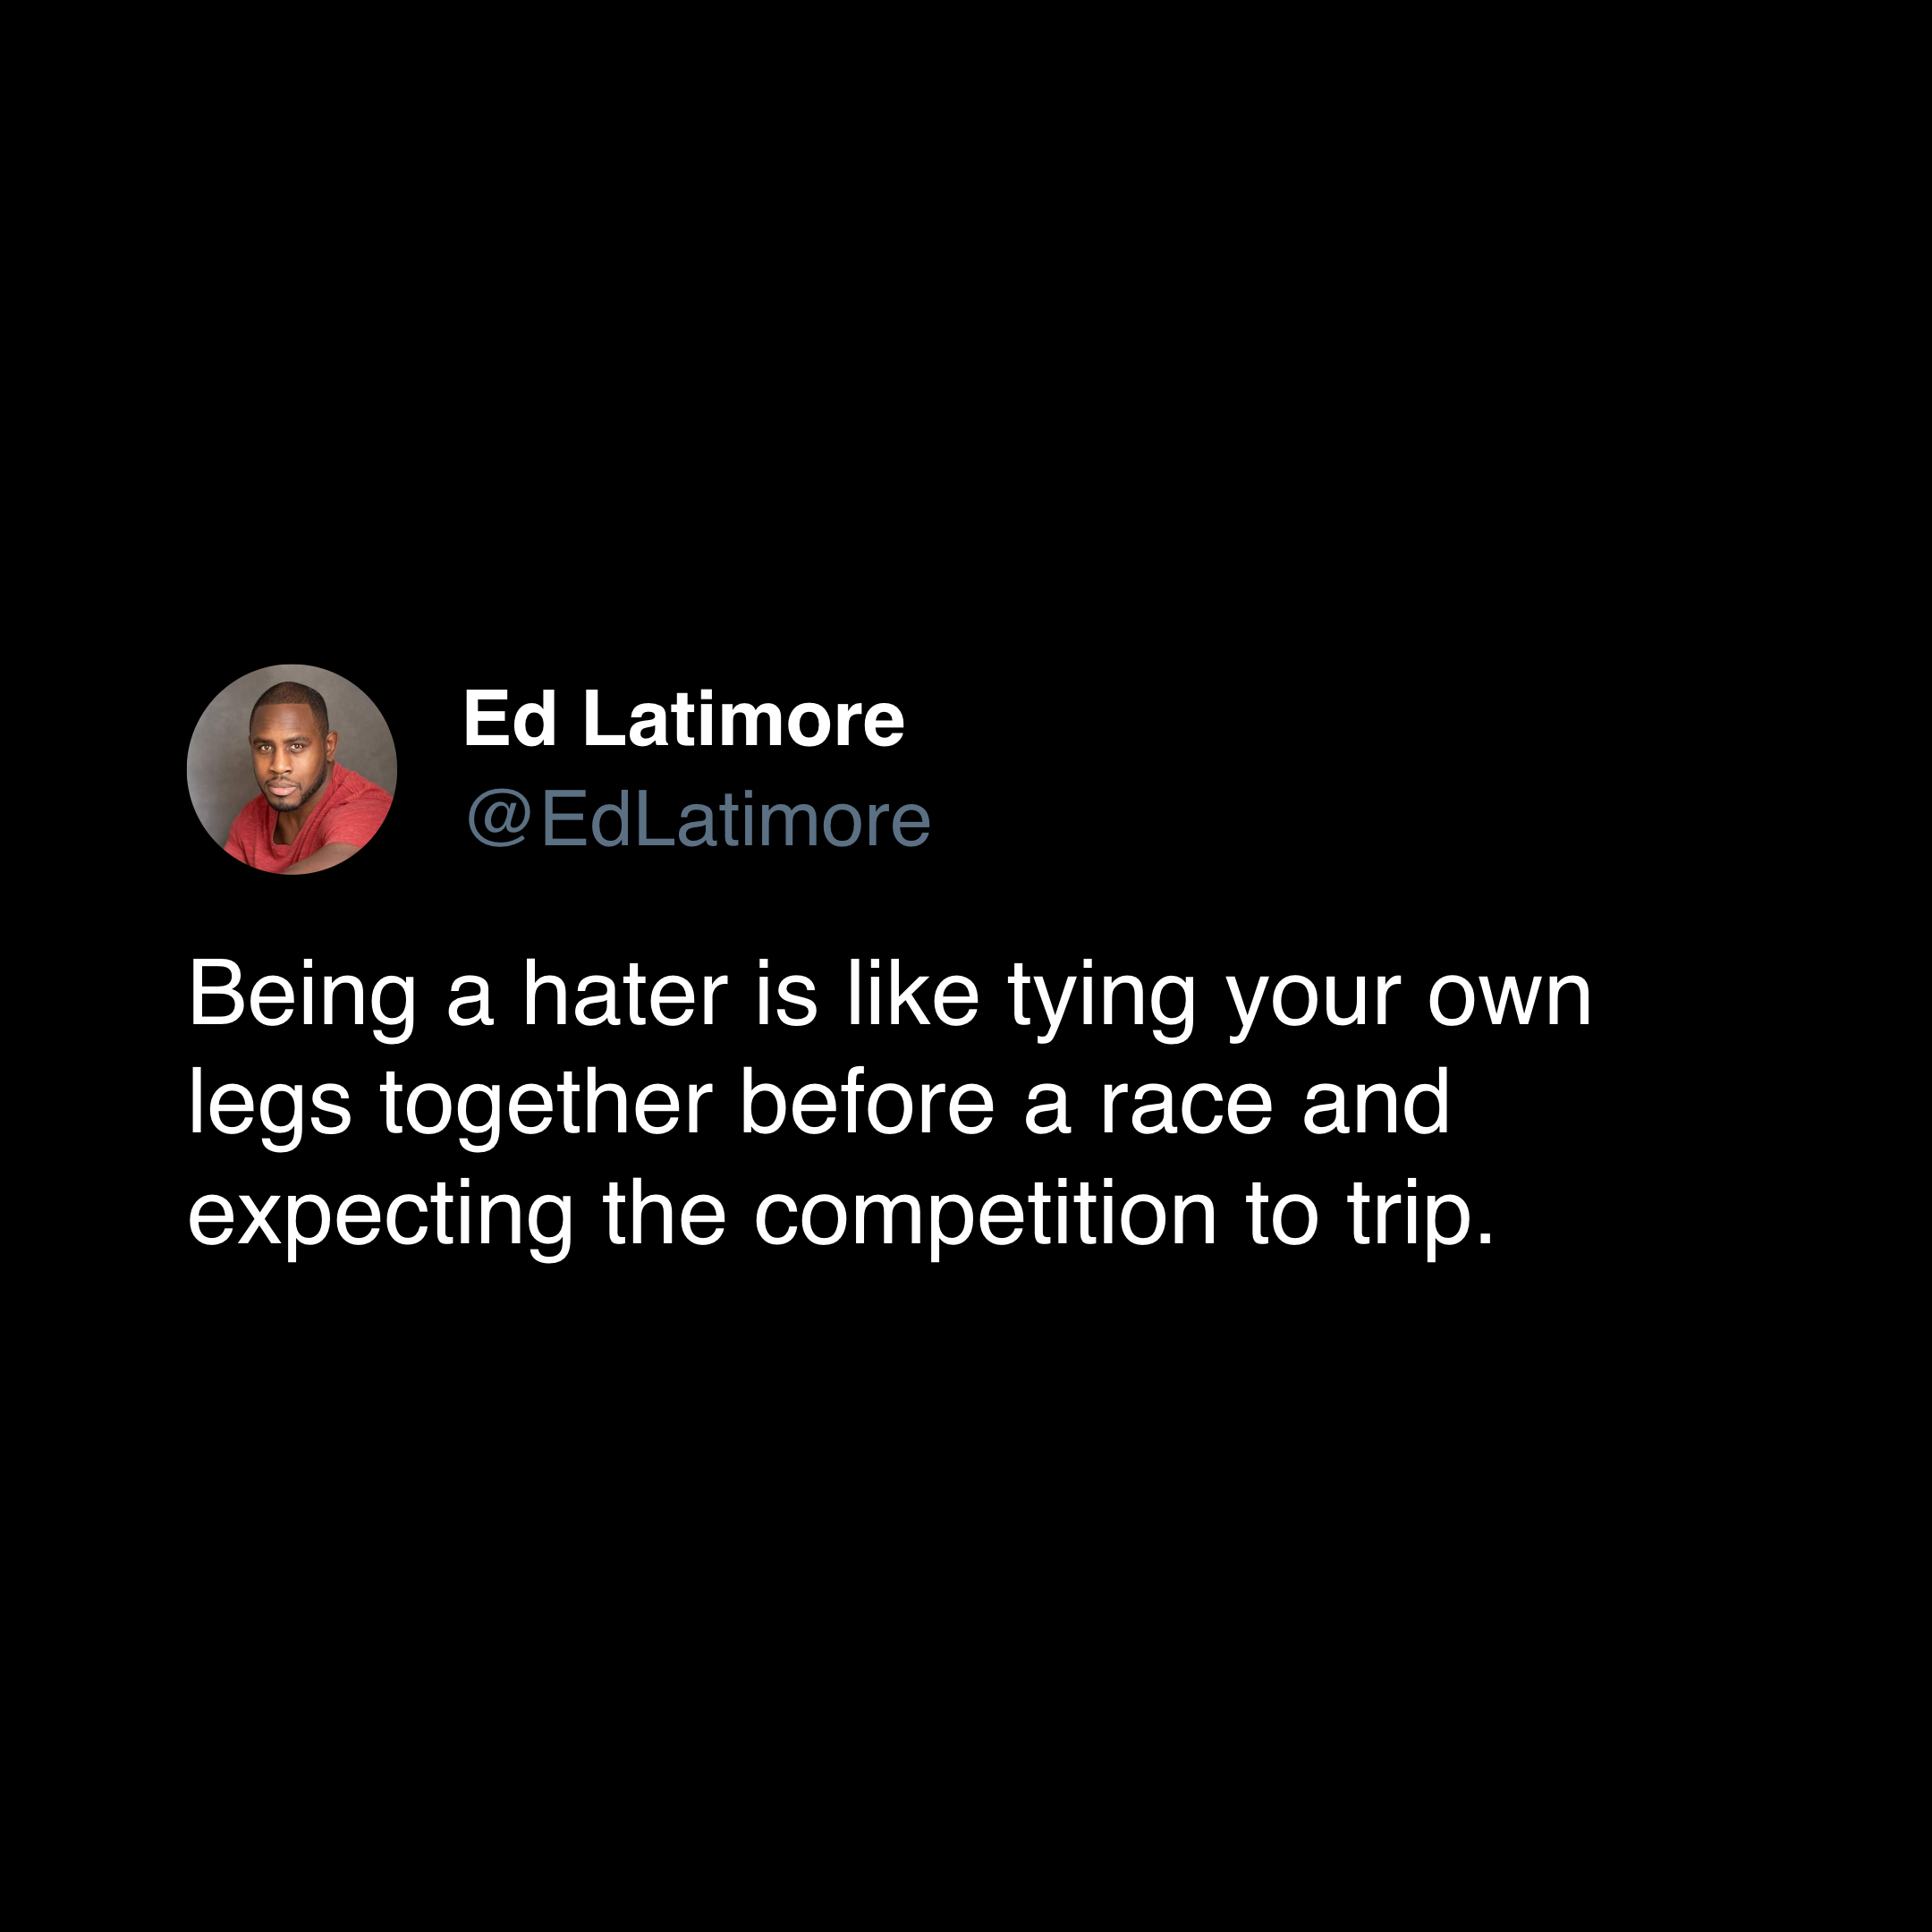 Ed Latimore
@EdLatimore
Being a hater is like tying your own
legs together before a race and
expecting the competition to trip.